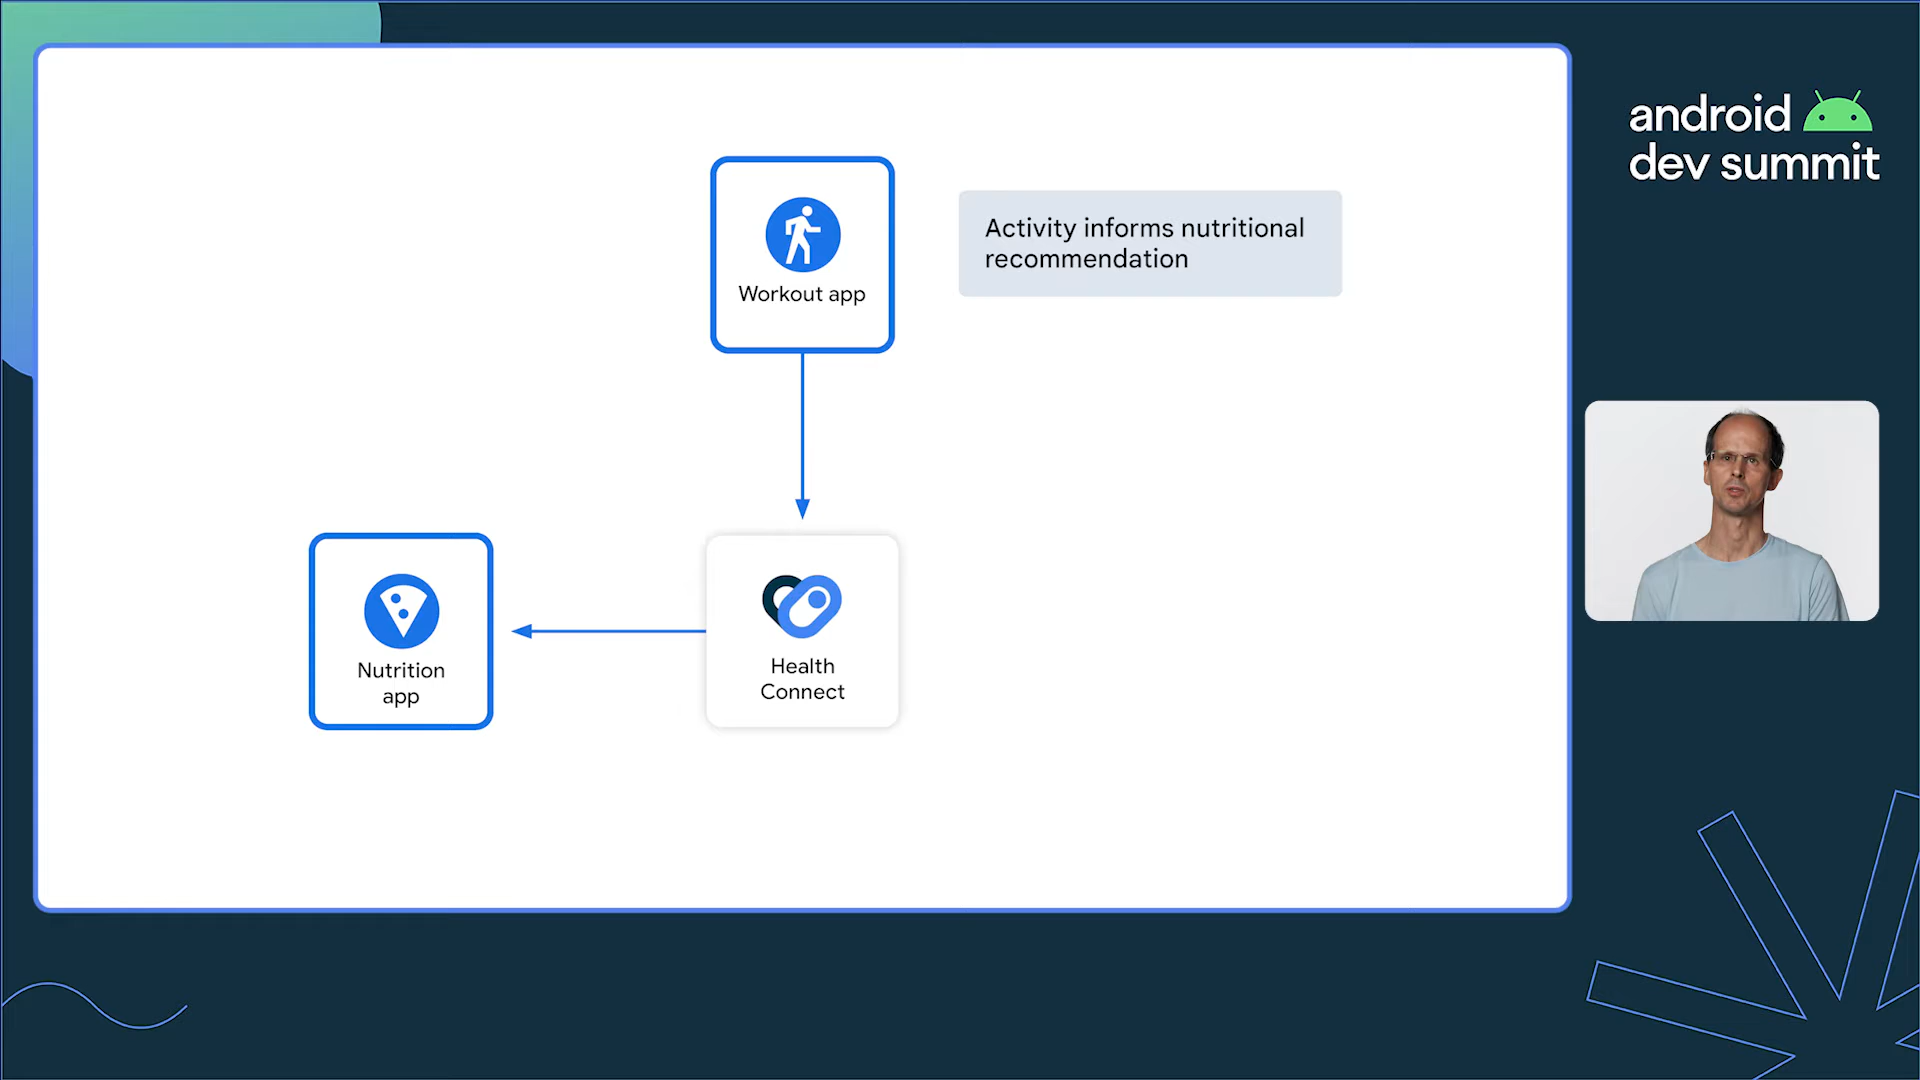 android
dev summit
Activity informs nutritional
recommendation
Workout app
Nutrition
app
Health
Connect